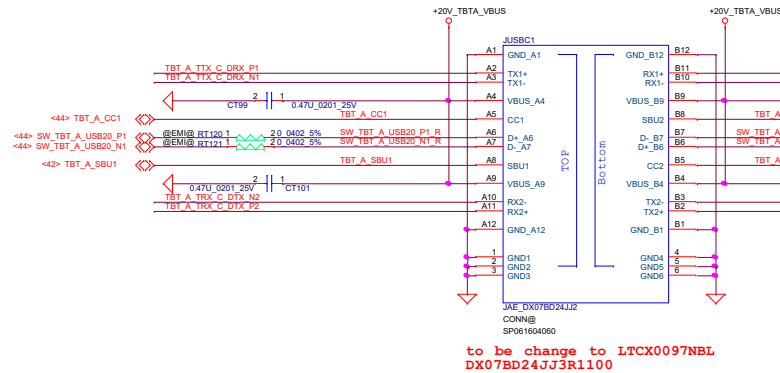 +20V_TBTA_VBUS +20V_TBTA_VBUS
JUSBC1
A1 GND_A1 GND_B12 B12
TBT_A_TTX_C_DRX_P1 A2 TX1+ RX1+ B11
TBT_A_TTX_C_DRX_N1 A3 TX1- RX1- B10
2 1 A4 VBUS_A4 VBUS_B9 B9
CT99 0.47U_0201_25V
<44> TBT_A_CC1 TBT_A_CC1 A5 CC1 SBU2 B8 TBT_A
<44> SW_TBT_A_USB20_P1 @EMI@ RT120 1 2 0_0402_5% SW_TBT_A_USB20_P1_R A6 D+_A6 D-_B7 B7 SW_TBT_A
<44> SW_TBT_A_USB20_N1 @EMI@ RT121 1 2 0_0402_5% SW_TBT_A_USB20_N1_R A7 D-_A7 D+_B6 B6 SW_TBT_A
<42> TBT_A_SBU1 TBT_A_SBU1 A8 SBU1 CC2 B5 TBT_A
2 1 A9 VBUS_A9 VBUS_B4 B4
0.47U_0201_25V CT101
TBT_A_TRX_C_DTX_N2 A10 RX2- TX2- B3
TBT_A_TRX_C_DTX_P2 A11 RX2+ TX2+ B2
A12 GND_A12 GND_B1 B1
TOP Bottom
1 GND1 GND4 4
2 GND2 GND5 5
3 GND3 GND6 6
JAE_DX07BD24JJ2
CONN@
SP061604060
to be change to LTCX0097NBL
DX07BD24JJ3R1100